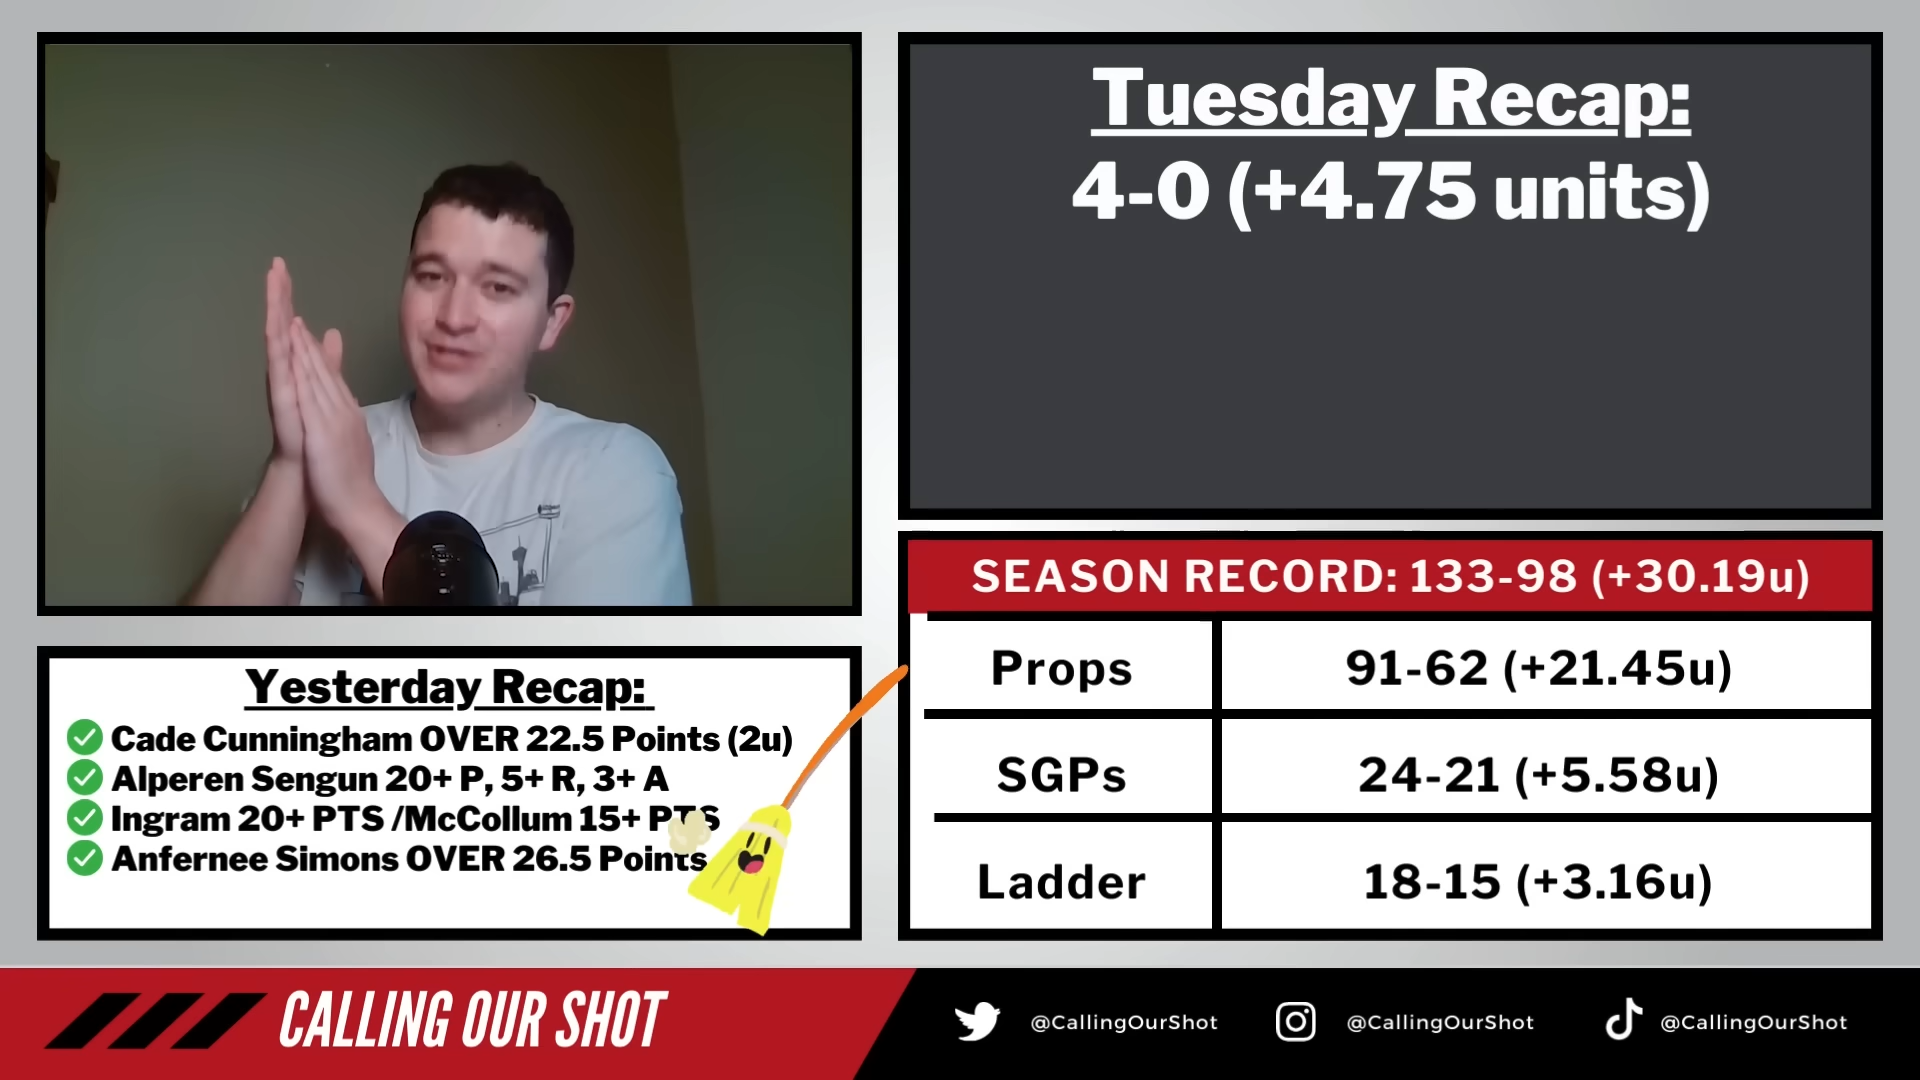 Tuesday Recap:
4-0 (+4.75 units)
SEASON RECORD: 133-98 (+30.19u)
Props 91-62 (+21.45u)
SGPs 24-21 (+5.58u)
Ladder 18-15 (+3.16u)
Yesterday Recap:
Cade Cunningham OVER 22.5 Points (2u)
Alperen Sengun 20+ P, 5+ R, 3+ A
Ingram 20+ PTS /McCollum 15+ PTS
Anfernee Simons OVER 26.5 Points
CALLING OUR SHOT
@CallingOurShot @CallingOurShot @CallingOurShot